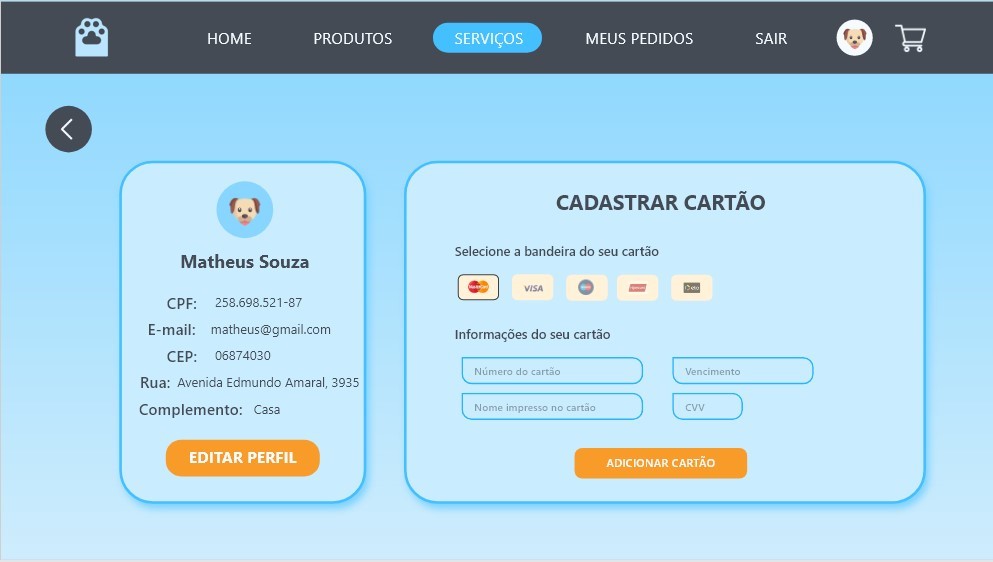 HOME PRODUTOS SERVIÇOS MEUS PEDIDOS SAIR
Matheus Souza
CPF: 258.698.521-87
E-mail: matheus@gmail.com
CEP: 06874030
Rua: Avenida Edmundo Amaral, 3935
Complemento: Casa
EDITAR PERFIL
CADASTRAR CARTÃO
Selecione a bandeira do seu cartão
VISA
Informações do seu cartão
Número do cartão Vencimento
Nome impresso no cartão CVV
ADICIONAR CARTÃO